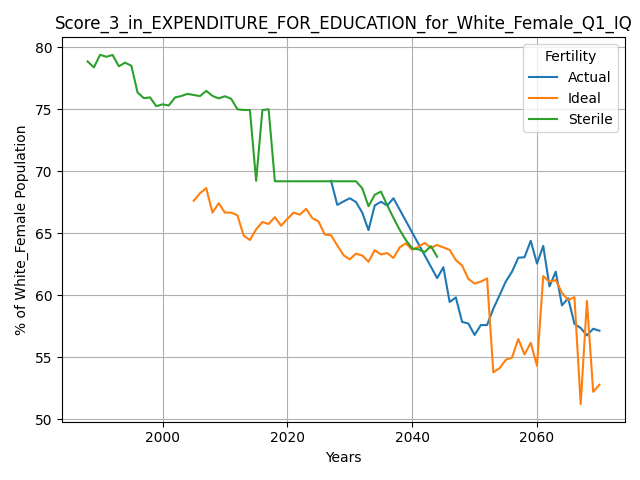 Score_3_in_EXPENDITURE_FOR_EDUCATION_for_White_Female_Q1_IQ
Fertility
Actual
Ideal
Sterile
80
75
70
65
60
55
50
% of White_Female Population
2000
2020
2040
2060
Years